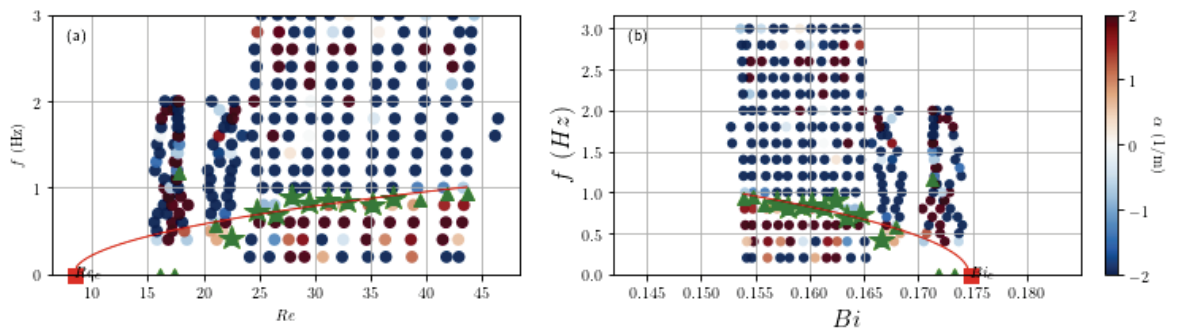 (a)
f (Hz)
3
2
1
0
Re_c
10 15 20 25 30 35 40 45
Re
(b)
f (Hz)
3.0
2.5
2.0
1.5
1.0
0.5
0.0
Bi_c
0.145 0.150 0.155 0.160 0.165 0.170 0.175 0.180
Bi
2
1
0
−1
−2
α (1/m)